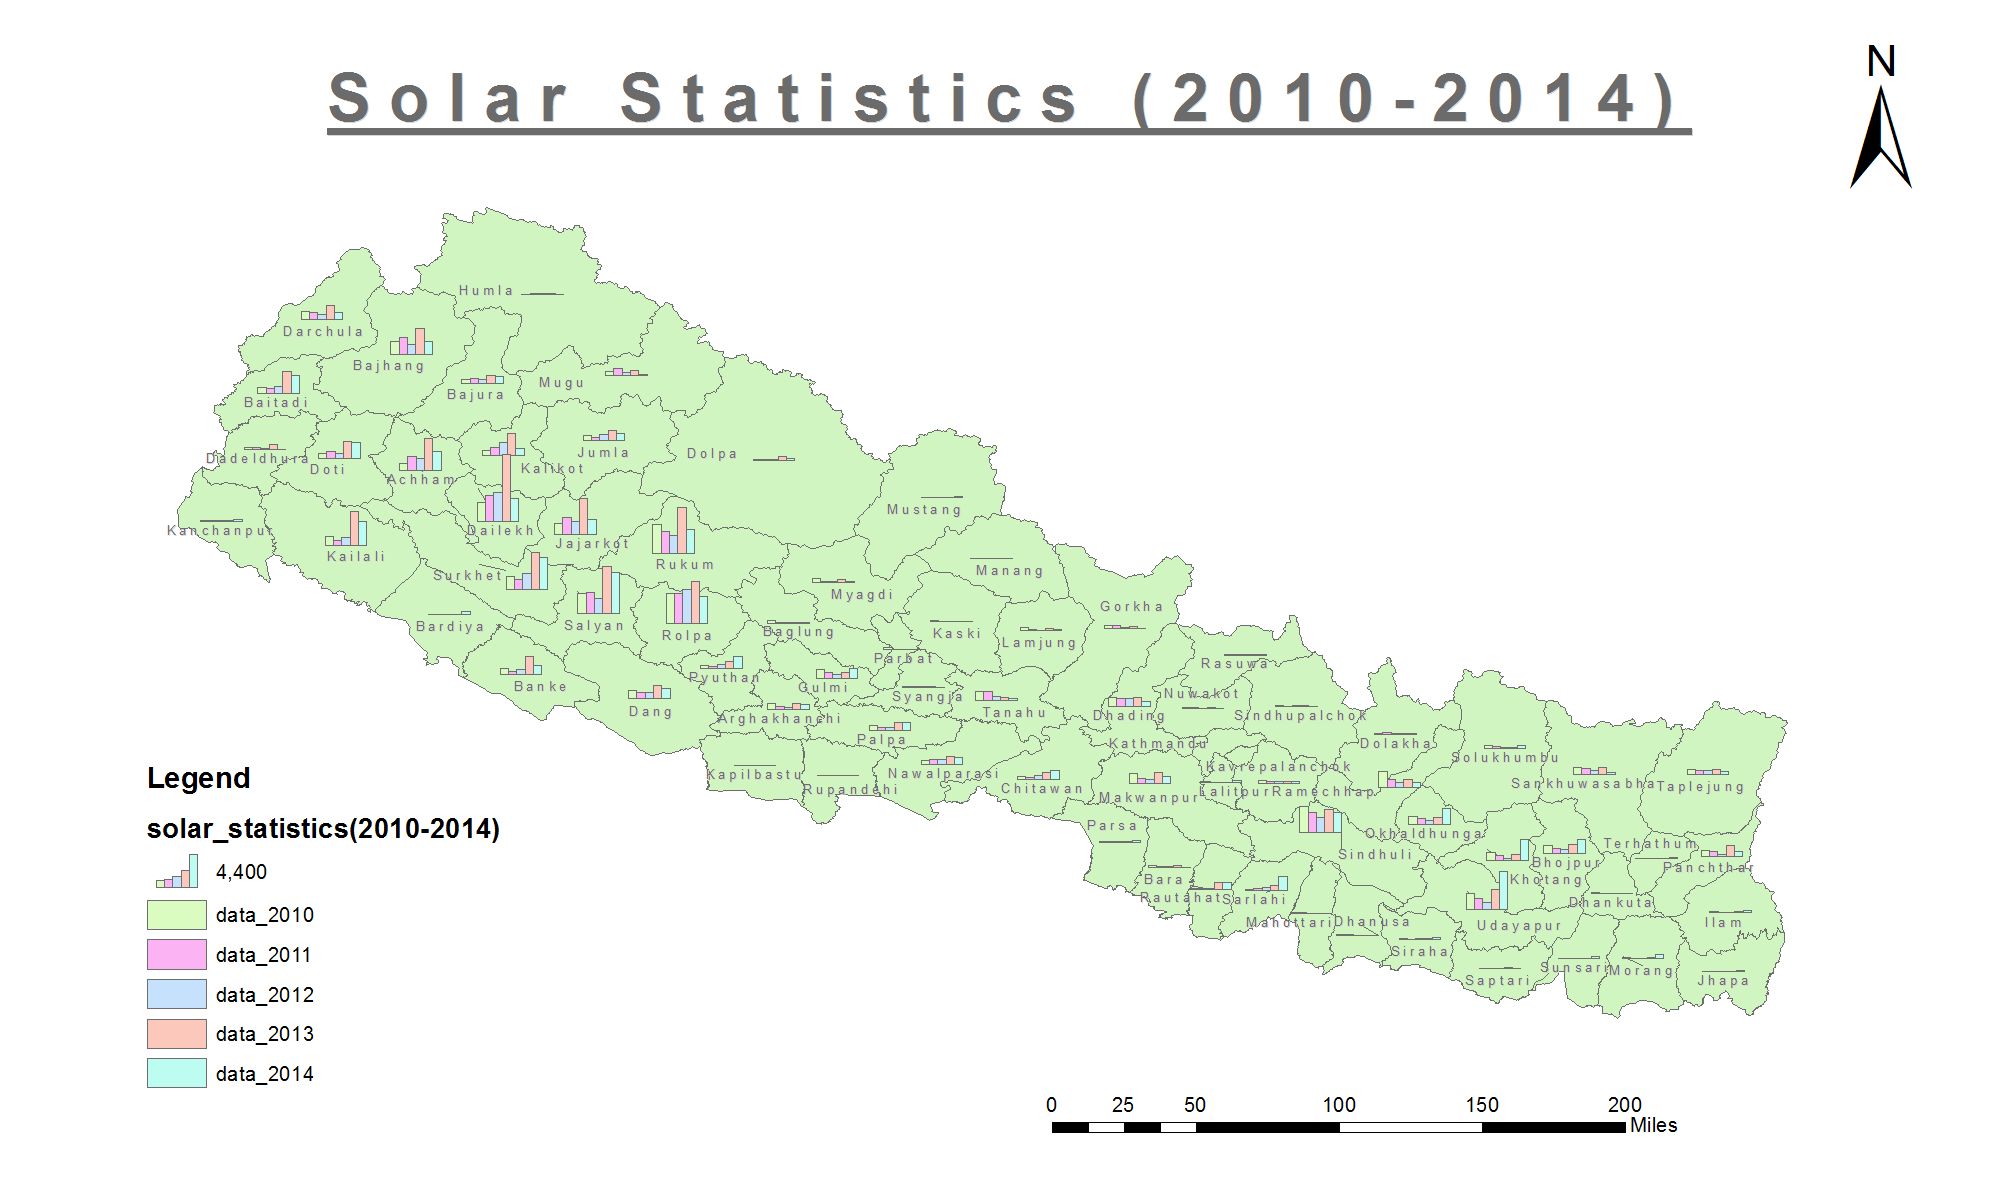 Solar Statistics (2010-2014)
N
Humla
Darchula
Bajhang
Bajura
Mugu
Baitadi
Dadeldhura
Doti
Achham
Kalikot
Jumla
Dolpa
Mustang
Kanchanpur
Kailali
Dailekh
Jajarkot
Rukum
Surkhet
Manang
Myagdi
Gorkha
Bardiya
Salyan
Rolpa
Baglung
Kaski
Lamjung
Parbat
Rasuwa
Banke
Pyuthan
Gulmi
Syangja
Nuwakot
Dang
Arghakhanchi
Tanahu
Dhading
Sindhupalchok
Palpa
Kathmandu
Dolakha
Solukhumbu
Kapilbastu
Nawalparasi
Kavrepalanchok
Rupandehi
Chitawan
Makwanpur
Lalitpur
Ramechhap
Sankhuwasabha
Taplejung
Parsa
Okhaldhunga
Sindhuli
Terhathum
Bhojpur
Panchthar
Bara
Khotang
Rautahat
Sarlahi
Dhankuta
Mahottari
Dhanusa
Udayapur
Ilam
Siraha
Saptari
Sunsari
Morang
Jhapa
Legend
solar_statistics(2010-2014)
4,400
data_2010
data_2011
data_2012
data_2013
data_2014
0 25 50 100 150 200
Miles